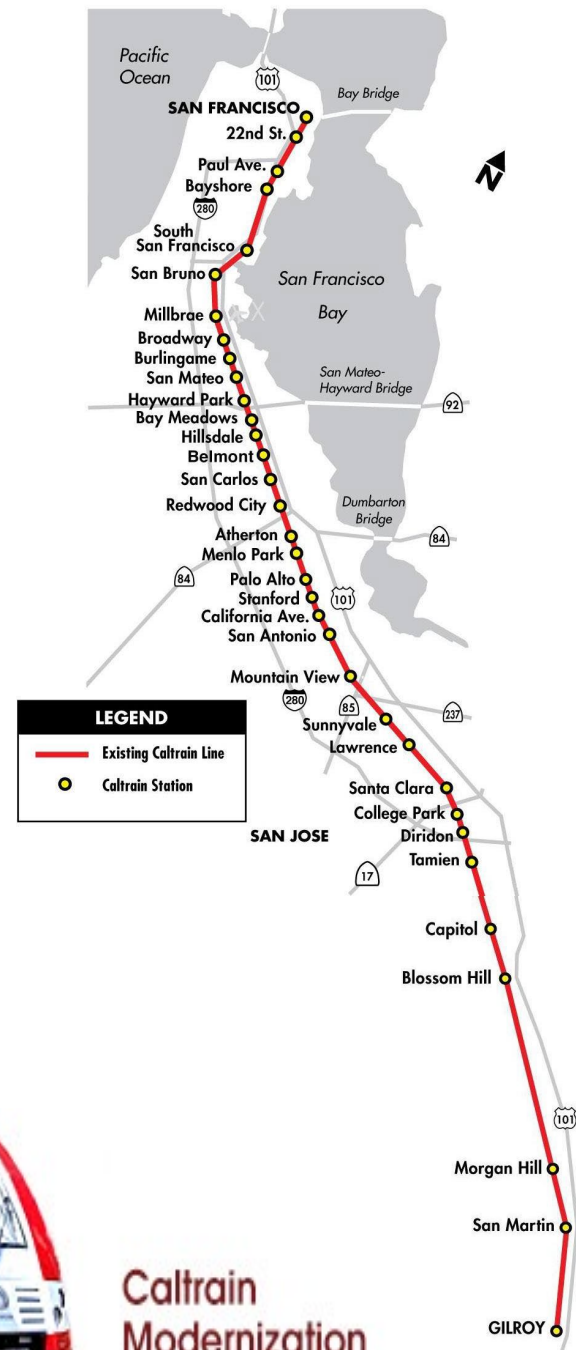 Pacific
Ocean
101
Bay Bridge
SAN FRANCISCO
22nd St.
N
Paul Ave.
Bayshore
280
South
San Francisco
San Bruno
San Francisco
Bay
Millbrae
Broadway
Burlingame
San Mateo
San Mateo-
Hayward Bridge
Hayward Park
92
Bay Meadows
Hillsdale
Belmont
San Carlos
Redwood City
Dumbarton
Bridge
Atherton
84
Menlo Park
84
Palo Alto
Stanford
101
California Ave.
San Antonio
Mountain View
280
85
237
LEGEND
Existing Caltrain Line
Caltrain Station
Sunnyvale
Lawrence
Santa Clara
College Park
SAN JOSE
Diridon
Tamien
17
Capitol
Blossom Hill
101
Morgan Hill
San Martin
Caltrain
Modernization
GILROY